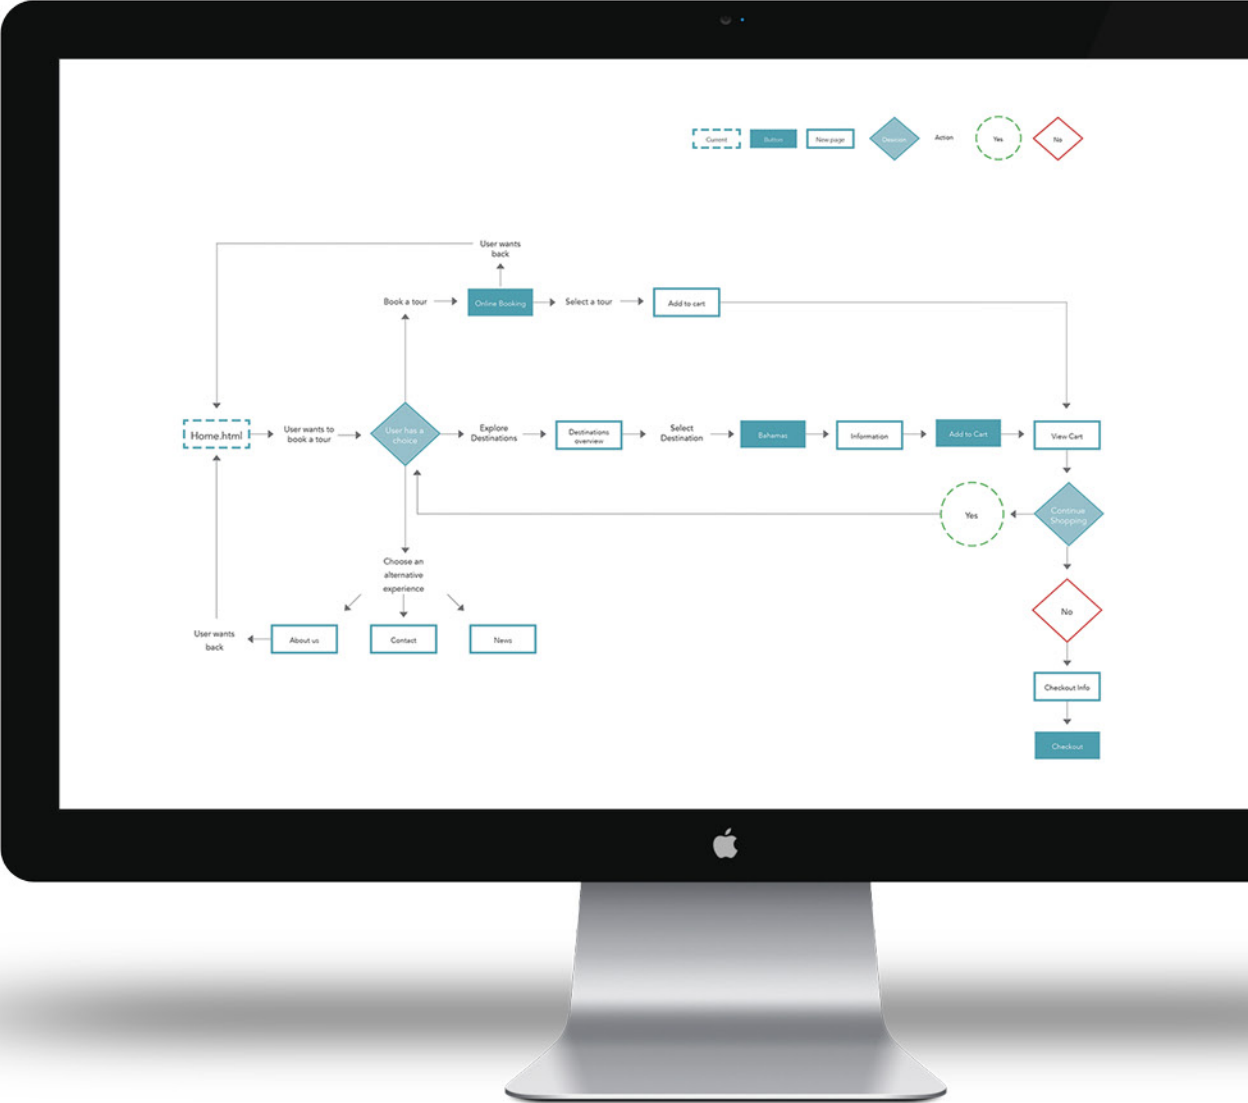 Current
Button
New page
Decision
Action
Yes
No
User wants
back
Book a tour
Online Booking
Select a tour
Add to cart
Home.html
User wants to
book a tour
User has a
choice
Explore
Destinations
Destinations
overview
Select
Destination
Bahamas
Information
Add to Cart
View Cart
Yes
Continue
Shopping
Choose an
alternative
experience
No
User wants
back
About us
Contact
News
Checkout Info
Checkout